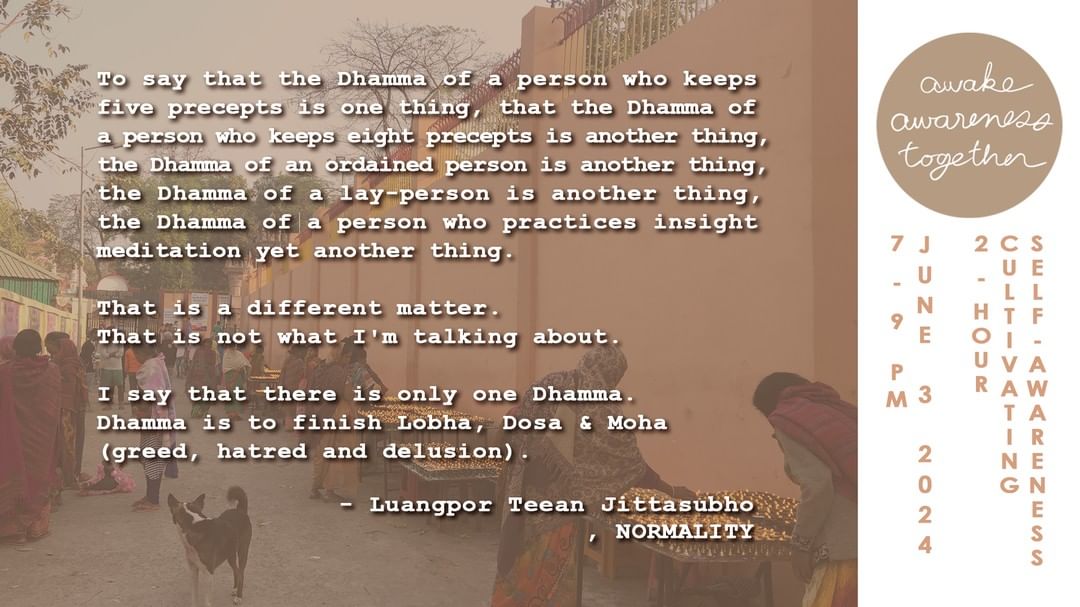 To say that the Dhamma of a person who keeps
five precepts is one thing, that the Dhamma of
a person who keeps eight precepts is another thing,
the Dhamma of an ordained person is another thing,
the Dhamma of a lay-person is another thing,
the Dhamma of a person who practices insight
meditation yet another thing.
That is a different matter.
That is not what I'm talking about.
I say that there is only one Dhamma.
Dhamma is to finish Lobha, Dosa & Moha
(greed, hatred and delusion).
– Luangpor Teean Jittasubho
, NORMALITY
awake
awareness
together
SELF-AWARENESS
CULTIVATING
2-HOUR
JUNE 3 2024
7-9 PM